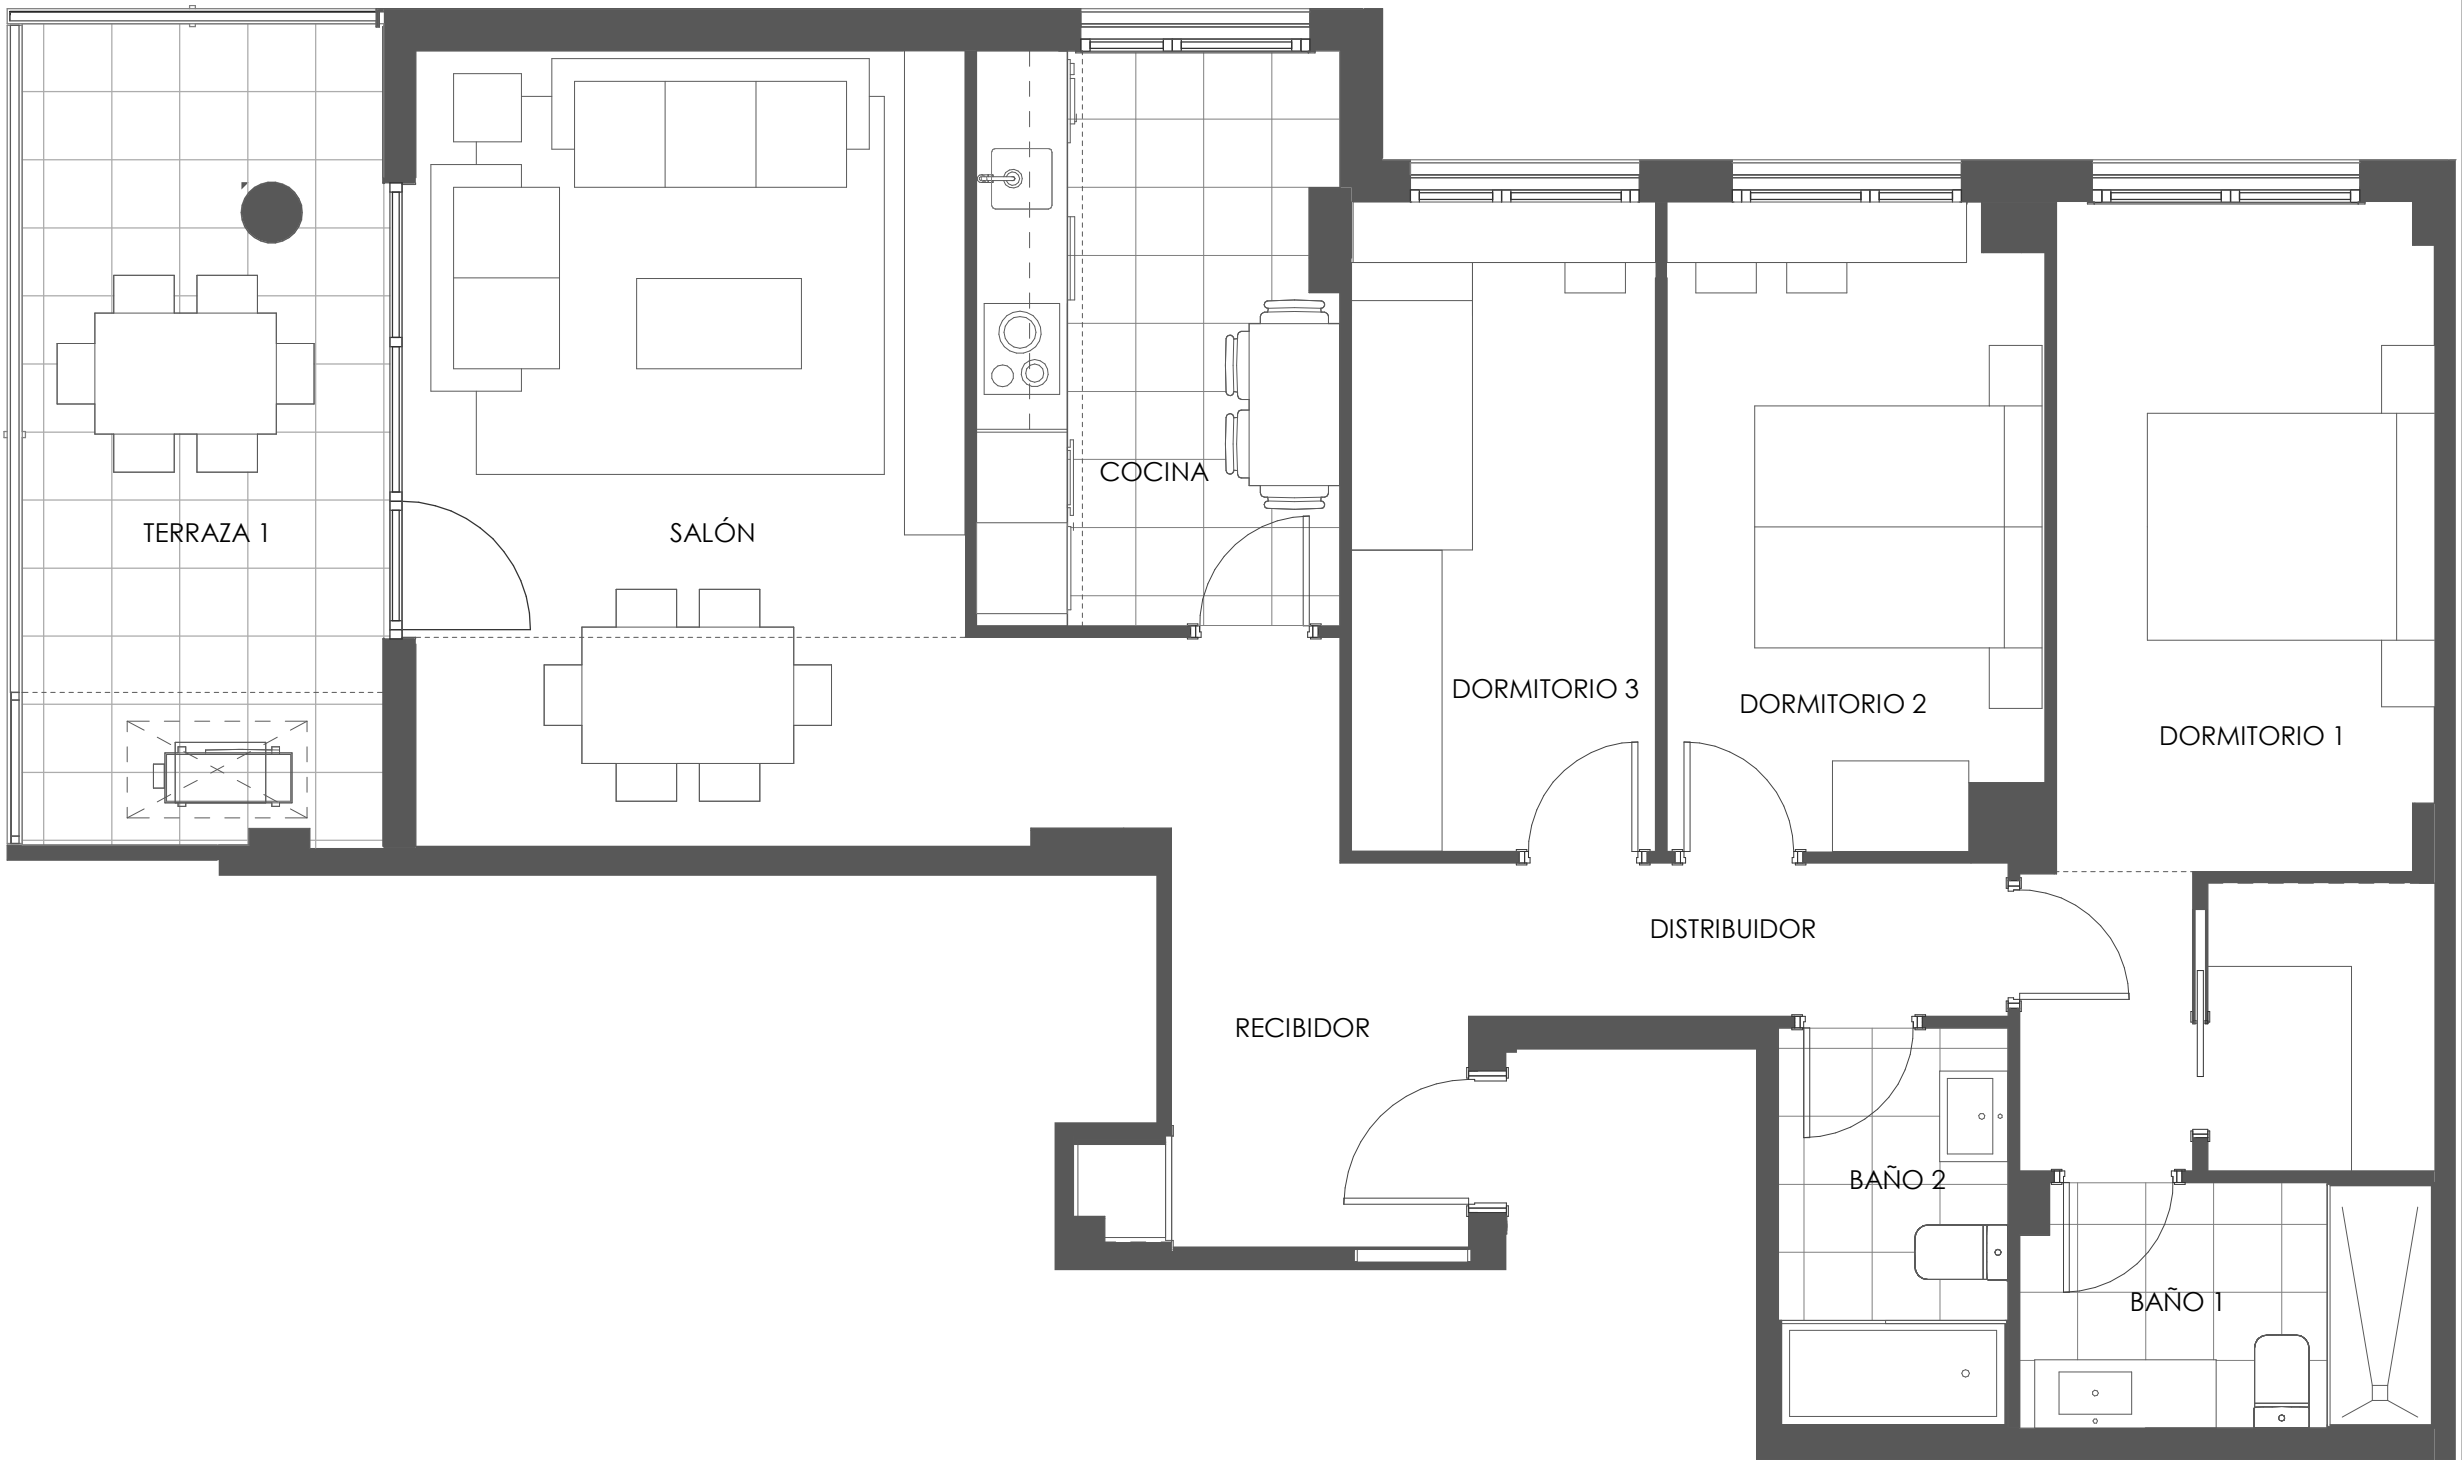 COCINA
TERRAZA 1
SALÓN
DORMITORIO 3
DORMITORIO 2
DORMITORIO 1
DISTRIBUIDOR
RECIBIDOR
BAÑO 2
BAÑO 1